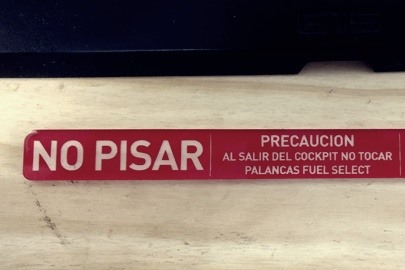 NO PISAR
PRECAUCION
AL SALIR DEL COCKPIT NO TOCAR
PALANCAS FUEL SELECT